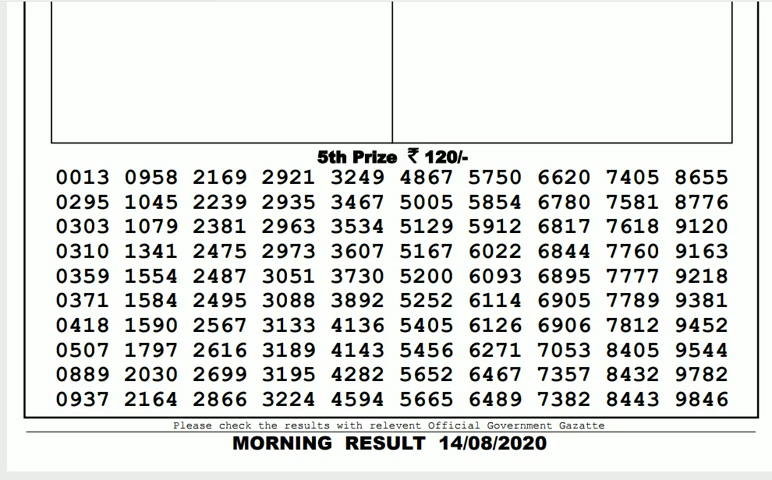 5th Prize ₹ 120/-
0013 0958 2169 2921 3249 4867 5750 6620 7405 8655
0295 1045 2239 2935 3467 5005 5854 6780 7581 8776
0303 1079 2381 2963 3534 5129 5912 6817 7618 9120
0310 1341 2475 2973 3607 5167 6022 6844 7760 9163
0359 1554 2487 3051 3730 5200 6093 6895 7777 9218
0371 1584 2495 3088 3892 5252 6114 6905 7789 9381
0418 1590 2567 3133 4136 5405 6126 6906 7812 9452
0507 1797 2616 3189 4143 5456 6271 7053 8405 9544
0889 2030 2699 3195 4282 5652 6467 7357 8432 9782
0937 2164 2866 3224 4594 5665 6489 7382 8443 9846
Please check the results with relevent Official Government Gazatte
MORNING RESULT 14/08/2020